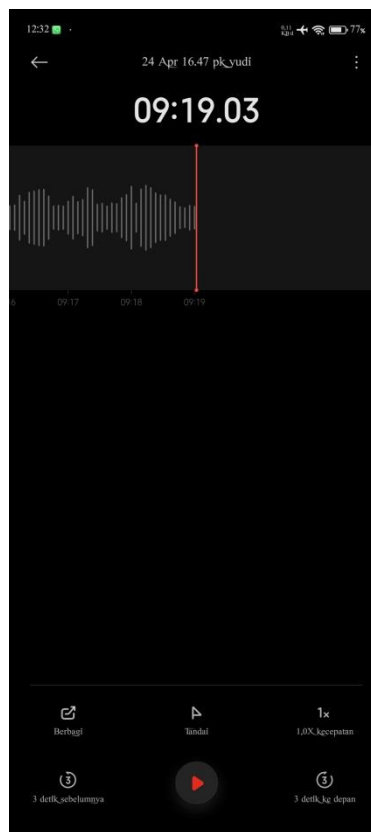 12:32
77%
24 Apr 16.47 pk_yudi
09:19.03
09:17 09:18 09:19
Berbagi Tandai 1x
1,0X kecepatan
3 3
3 detik sebelumnya 3 detik ke depan